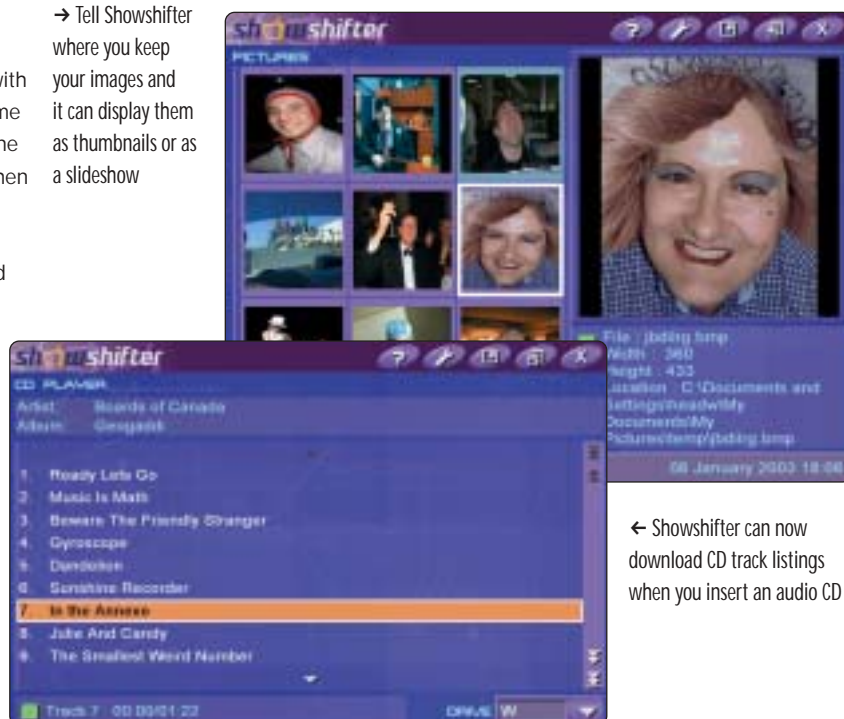 → Tell Showshifter
where you keep
your images and
it can display them
as thumbnails or as
a slideshow
with
d
showshifter
PICTURES
File : jbding.bmp
Width : 360
Height : 433
Location : C:\Documents and
Settings\headw\My
Documents\My
Pictures\temp\jbding.bmp
08 January 2003 18:08
showshifter
CD PLAYER
Artist: Boards of Canada
Album: Geogaddi
1. Ready Lets Go
2. Music Is Math
3. Beware The Friendly Stranger
4. Gyroscope
5. Dandelion
6. Sunshine Recorder
7. In the Annexe
8. Julie And Candy
9. The Smallest Weird Number
Track 7 00:00/01:22
DRIVE W
← Showshifter can now
download CD track listings
when you insert an audio CD